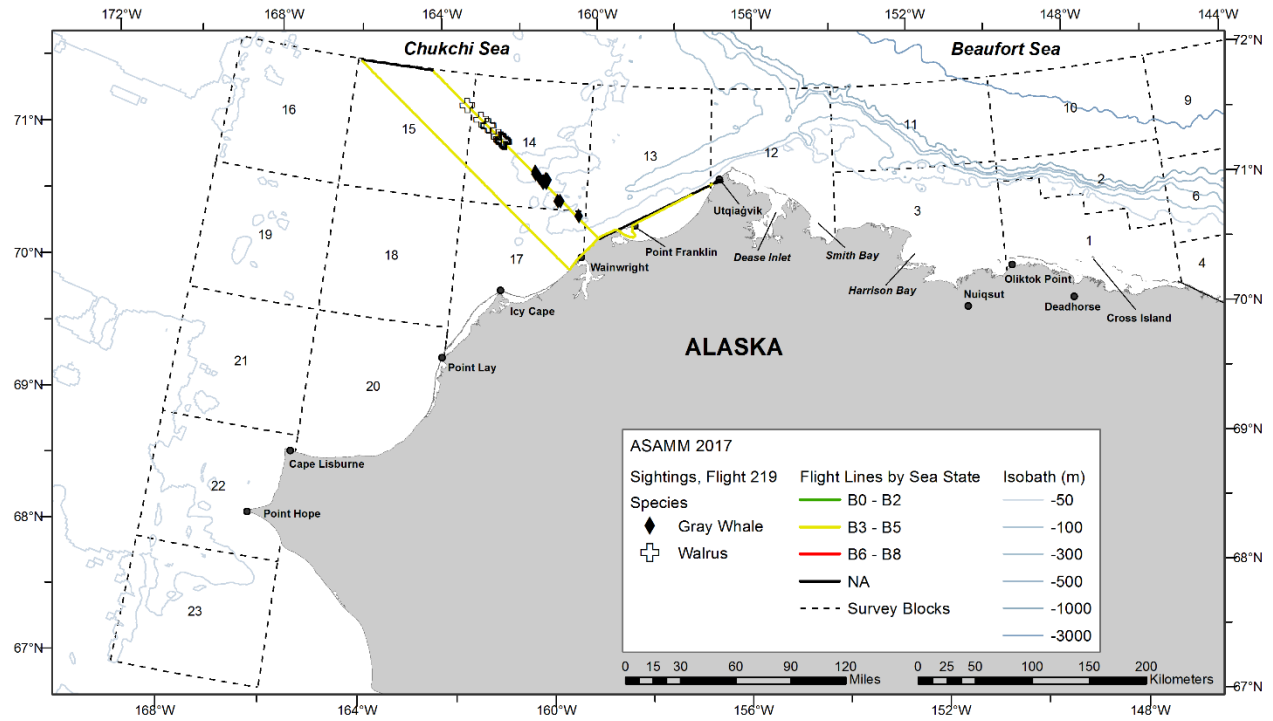 172°W 168°W 164°W 160°W 156°W 152°W 148°W 144°W
Chukchi Sea
Beaufort Sea
72°N
71°N
71°N
70°N
70°N
69°N
69°N
68°N
68°N
67°N
67°N
16
15
14
13
12
11
10
9
2
6
3
1
4
19
18
17
21
20
22
23
Utqiaġvik
Point Franklin
Dease Inlet
Smith Bay
Harrison Bay
Wainwright
Icy Cape
Point Lay
Cape Lisburne
Point Hope
Oliktok Point
Nuiqsut
Deadhorse
Cross Island
ALASKA
ASAMM 2017
Sightings, Flight 219
Species
Gray Whale
Walrus
Flight Lines by Sea State
B0 - B2
B3 - B5
B6 - B8
NA
Survey Blocks
Isobath (m)
-50
-100
-300
-500
-1000
-3000
0 15 30 60 90 120
Miles
0 25 50 100 150 200
Kilometers
168°W 164°W 160°W 156°W 152°W 148°W